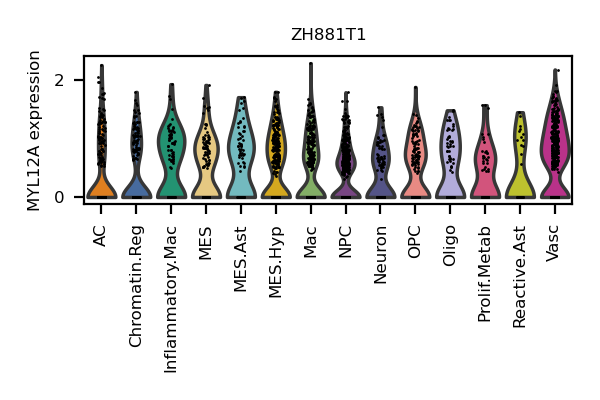 ZH881T1
MYL12A expression
2
0
AC
Chromatin.Reg
Inflammatory.Mac
MES
MES.Ast
MES.Hyp
Mac
NPC
Neuron
OPC
Oligo
Prolif.Metab
Reactive.Ast
Vasc